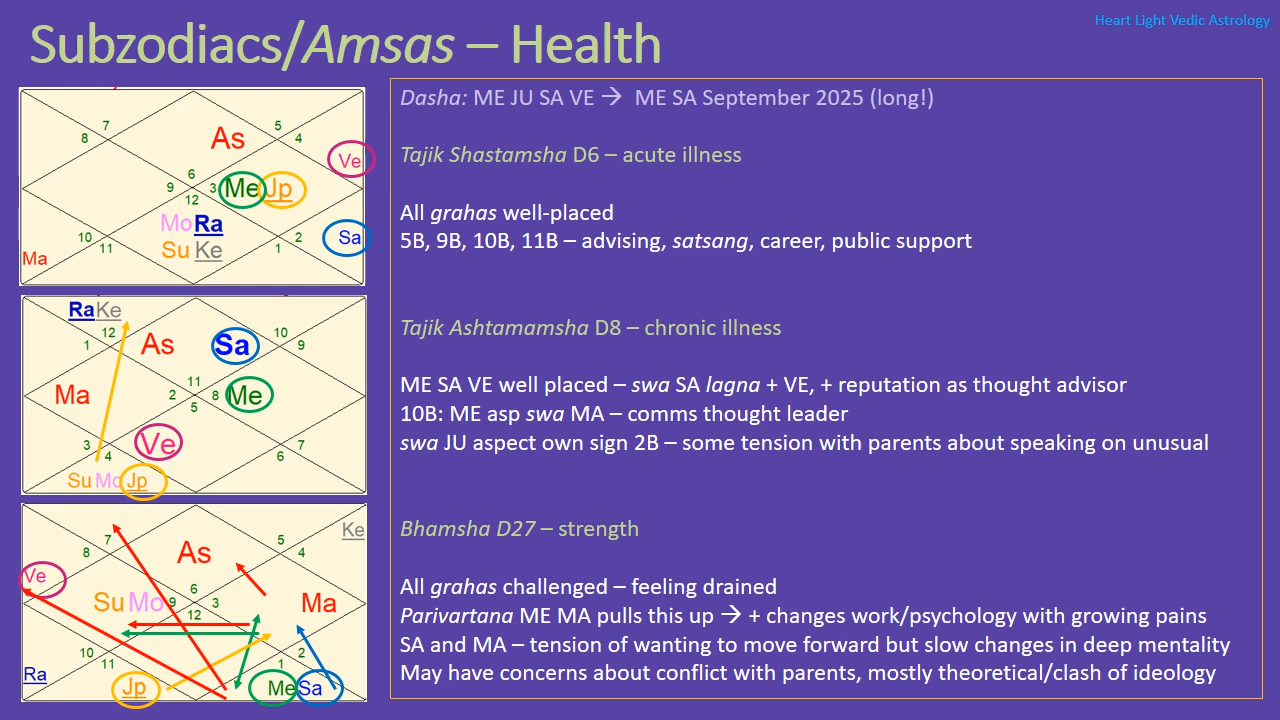 Heart Light Vedic Astrology
Subzodiacs/Amsas – Health
7
8
As
5
4
Ve
6
9
3
12
Me
Jp
Mo Ra
Su Ke
10
11
2
1
Sa
Ma
Ra Ke
12
1
As
Sa
10
9
Ma
11
2
8
5
Me
3
4
Ve
7
6
Su Mo Jp
Ke
7
8
As
5
4
Ve
Su Mo
6
9
3
12
Ma
10
11
2
1
Ra
Jp
Me Sa
Dasha: ME JU SA VE → ME SA September 2025 (long!)
Tajik Shastamsha D6 – acute illness
All grahas well-placed
5B, 9B, 10B, 11B – advising, satsang, career, public support
Tajik Ashtamamsha D8 – chronic illness
ME SA VE well placed – swa SA lagna + VE, + reputation as thought advisor
10B: ME asp swa MA – comms thought leader
swa JU aspect own sign 2B – some tension with parents about speaking on unusual
Bhamsha D27 – strength
All grahas challenged – feeling drained
Parivartana ME MA pulls this up → + changes work/psychology with growing pains
SA and MA – tension of wanting to move forward but slow changes in deep mentality
May have concerns about conflict with parents, mostly theoretical/clash of ideology